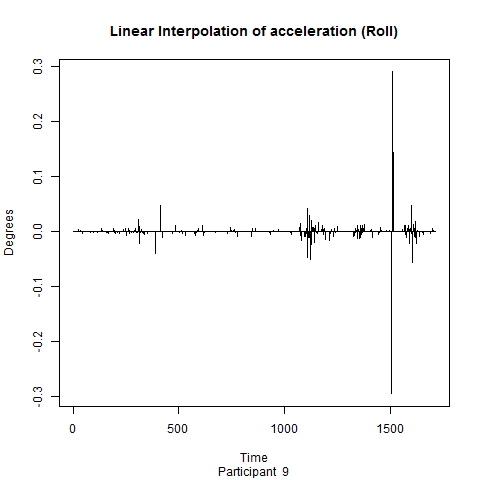 Linear Interpolation of acceleration (Roll)
0.3
0.2
0.1
0.0
-0.1
-0.2
-0.3
Degrees
0 500 1000 1500
Time
Participant 9